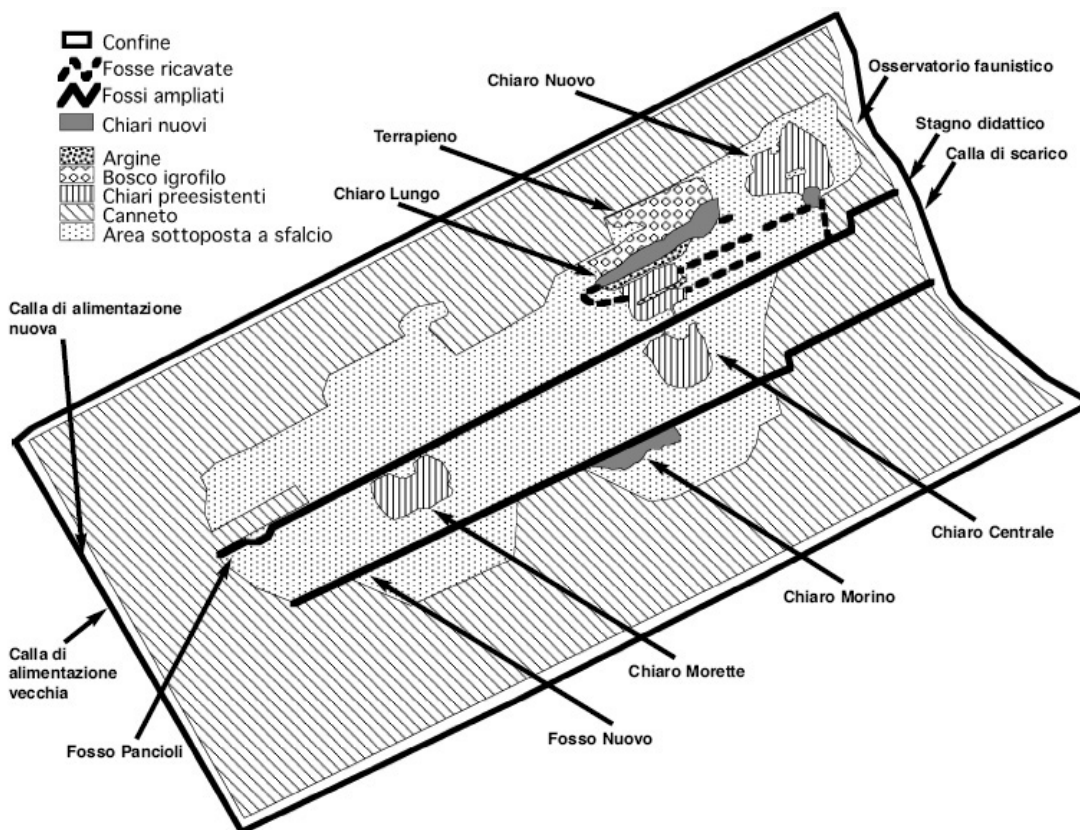 Confine
Fosse ricavate
Fossi ampliati
Chiari nuovi
Argine
Bosco igrofilo
Chiari preesistenti
Canneto
Area sottoposta a sfalcio
Chiaro Nuovo
Osservatorio faunistico
Terrapieno
Stagno didattico
Calla di scarico
Chiaro Lungo
Calla di alimentazione
nuova
Chiaro Centrale
Chiaro Morino
Calla di
alimentazione
vecchia
Chiaro Morette
Fosso Nuovo
Fosso Pancioli